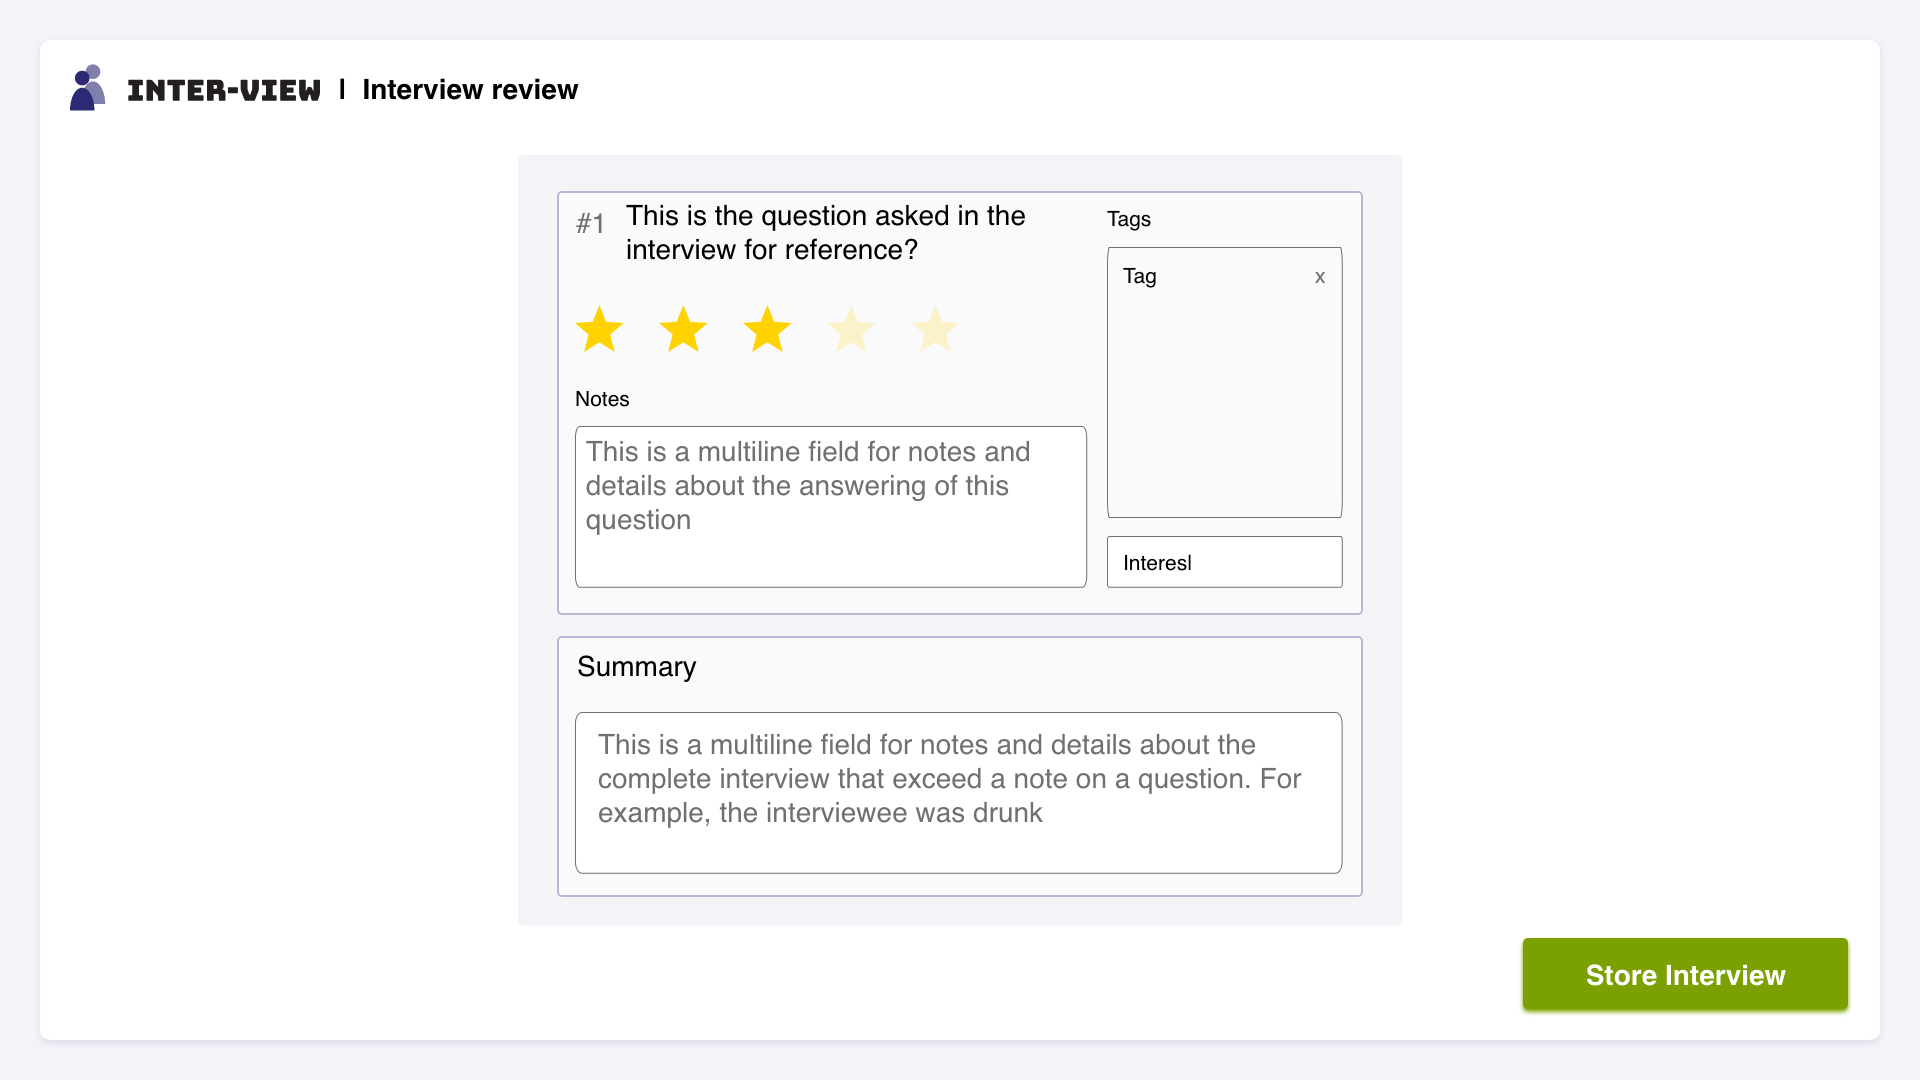 INTER-VIEW | Interview review
#1 This is the question asked in the
interview for reference?
Tags
Tag x
Notes
This is a multiline field for notes and
details about the answering of this
question
Interesl
Summary
This is a multiline field for notes and details about the
complete interview that exceed a note on a question. For
example, the interviewee was drunk
Store Interview